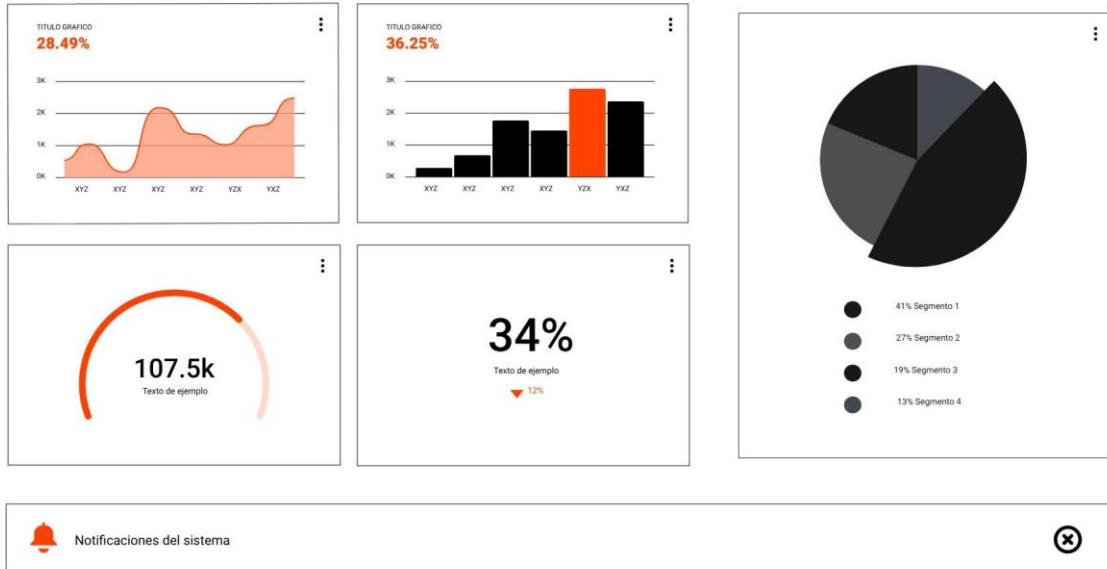 TITULO GRAFICO
28.49%
3K
2K
1K
0K
XYZ XYZ XYZ XYZ YZX YXZ
TITULO GRAFICO
36.25%
3K
2K
1K
0K
XYZ XYZ XYZ XYZ YZX YXZ
41% Segmento 1
27% Segmento 2
19% Segmento 3
13% Segmento 4
107.5k
Texto de ejemplo
34%
Texto de ejemplo
12%
Notificaciones del sistema